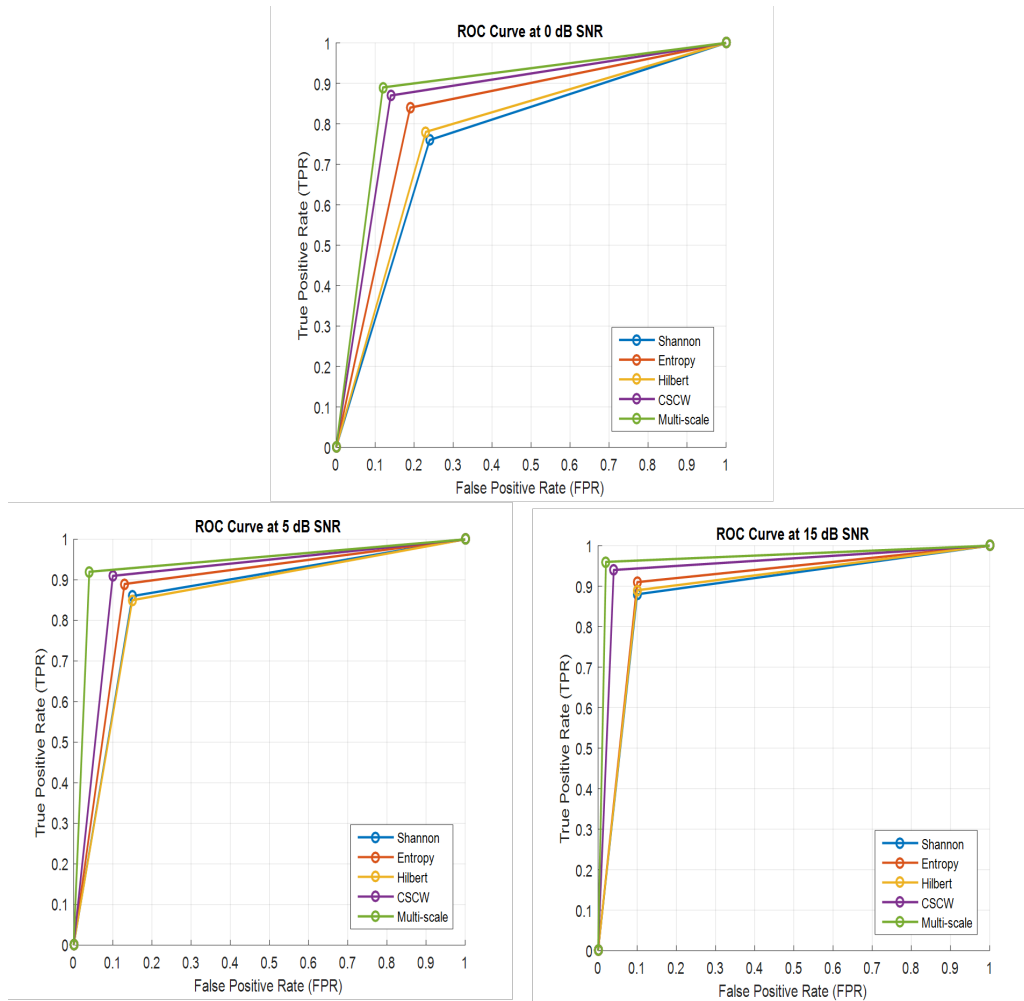 ROC Curve at 0 dB SNR
1
0.9
0.8
0.7
0.6
0.5
0.4
0.3
0.2
0.1
0
True Positive Rate (TPR)
Shannon
Entropy
Hilbert
CSCW
Multi-scale
0 0.1 0.2 0.3 0.4 0.5 0.6 0.7 0.8 0.9 1
False Positive Rate (FPR)
ROC Curve at 5 dB SNR
1
0.9
0.8
0.7
0.6
0.5
0.4
0.3
0.2
0.1
0
True Positive Rate (TPR)
Shannon
Entropy
Hilbert
CSCW
Multi-scale
0 0.1 0.2 0.3 0.4 0.5 0.6 0.7 0.8 0.9 1
False Positive Rate (FPR)
ROC Curve at 15 dB SNR
1
0.9
0.8
0.7
0.6
0.5
0.4
0.3
0.2
0.1
0
True Positive Rate (TPR)
Shannon
Entropy
Hilbert
CSCW
Multi-scale
0 0.1 0.2 0.3 0.4 0.5 0.6 0.7 0.8 0.9 1
False Positive Rate (FPR)